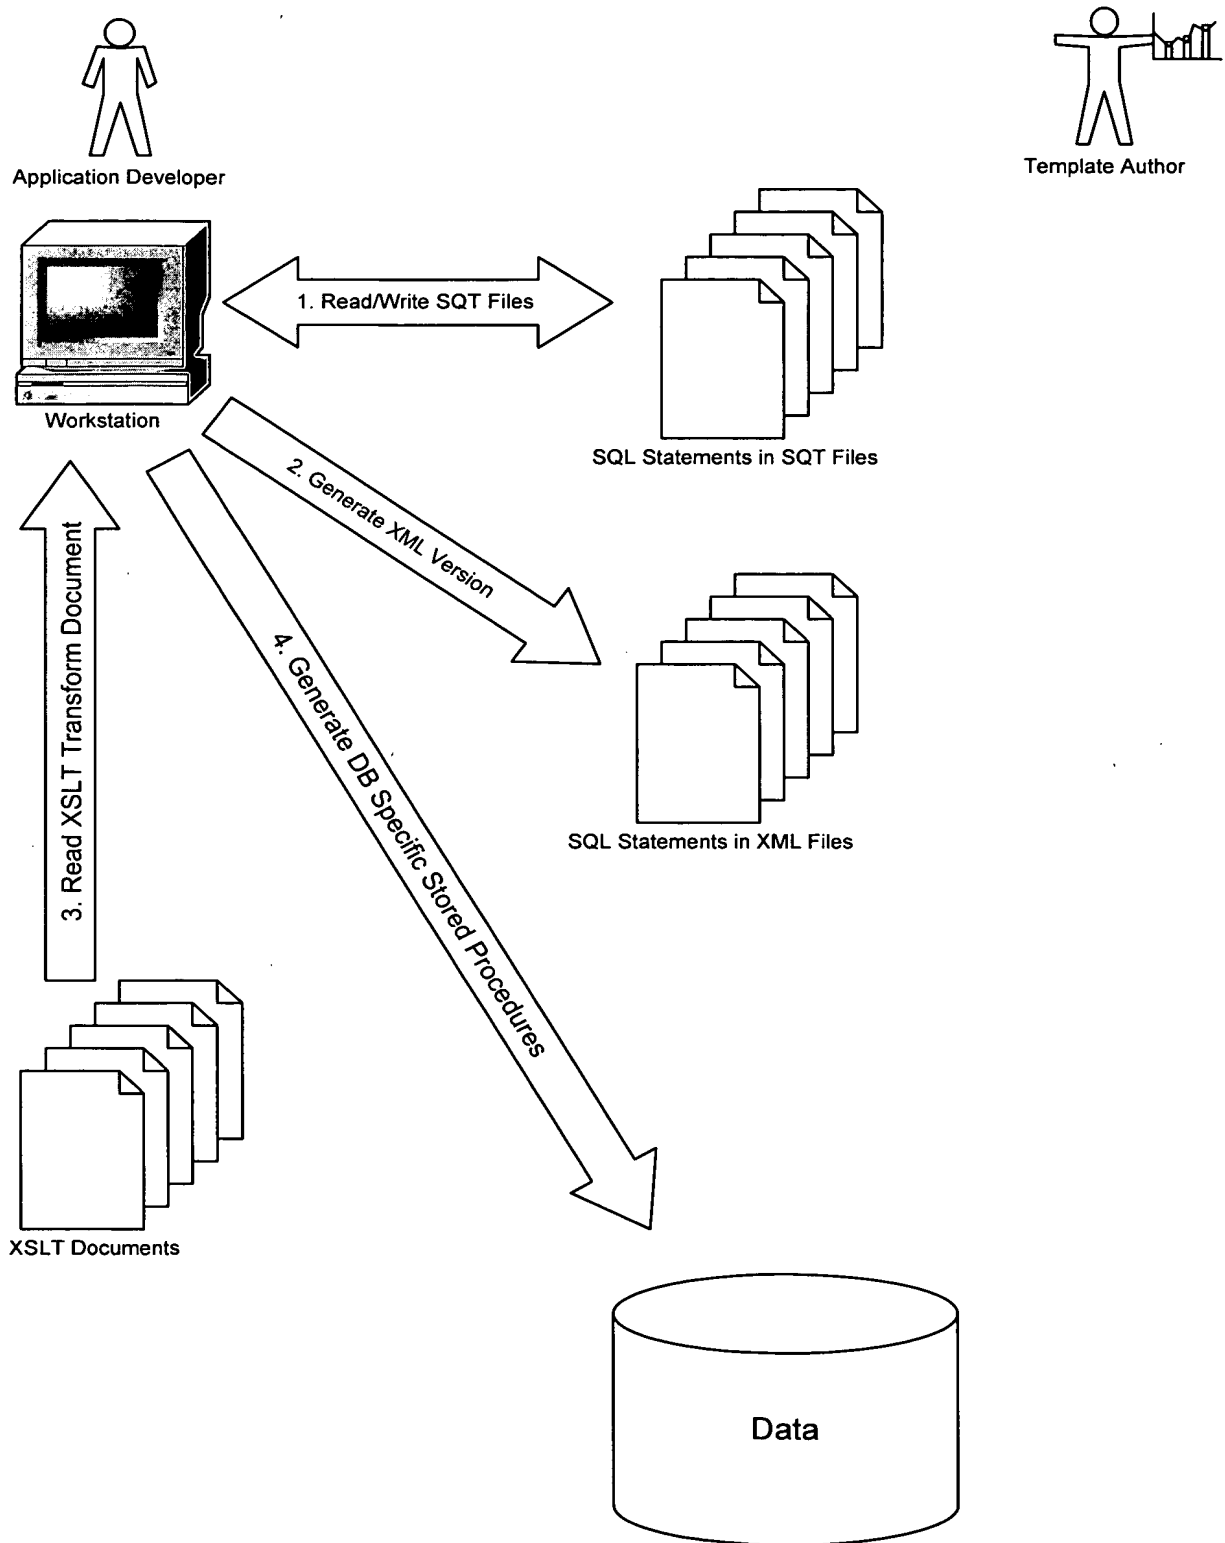 Application Developer
Template Author
Workstation
1. Read/Write SQT Files
SQL Statements in SQT Files
2. Generate XML Version
SQL Statements in XML Files
3. Read XSLT Transform Document
4. Generate DB Specific Stored Procedures
XSLT Documents
Data